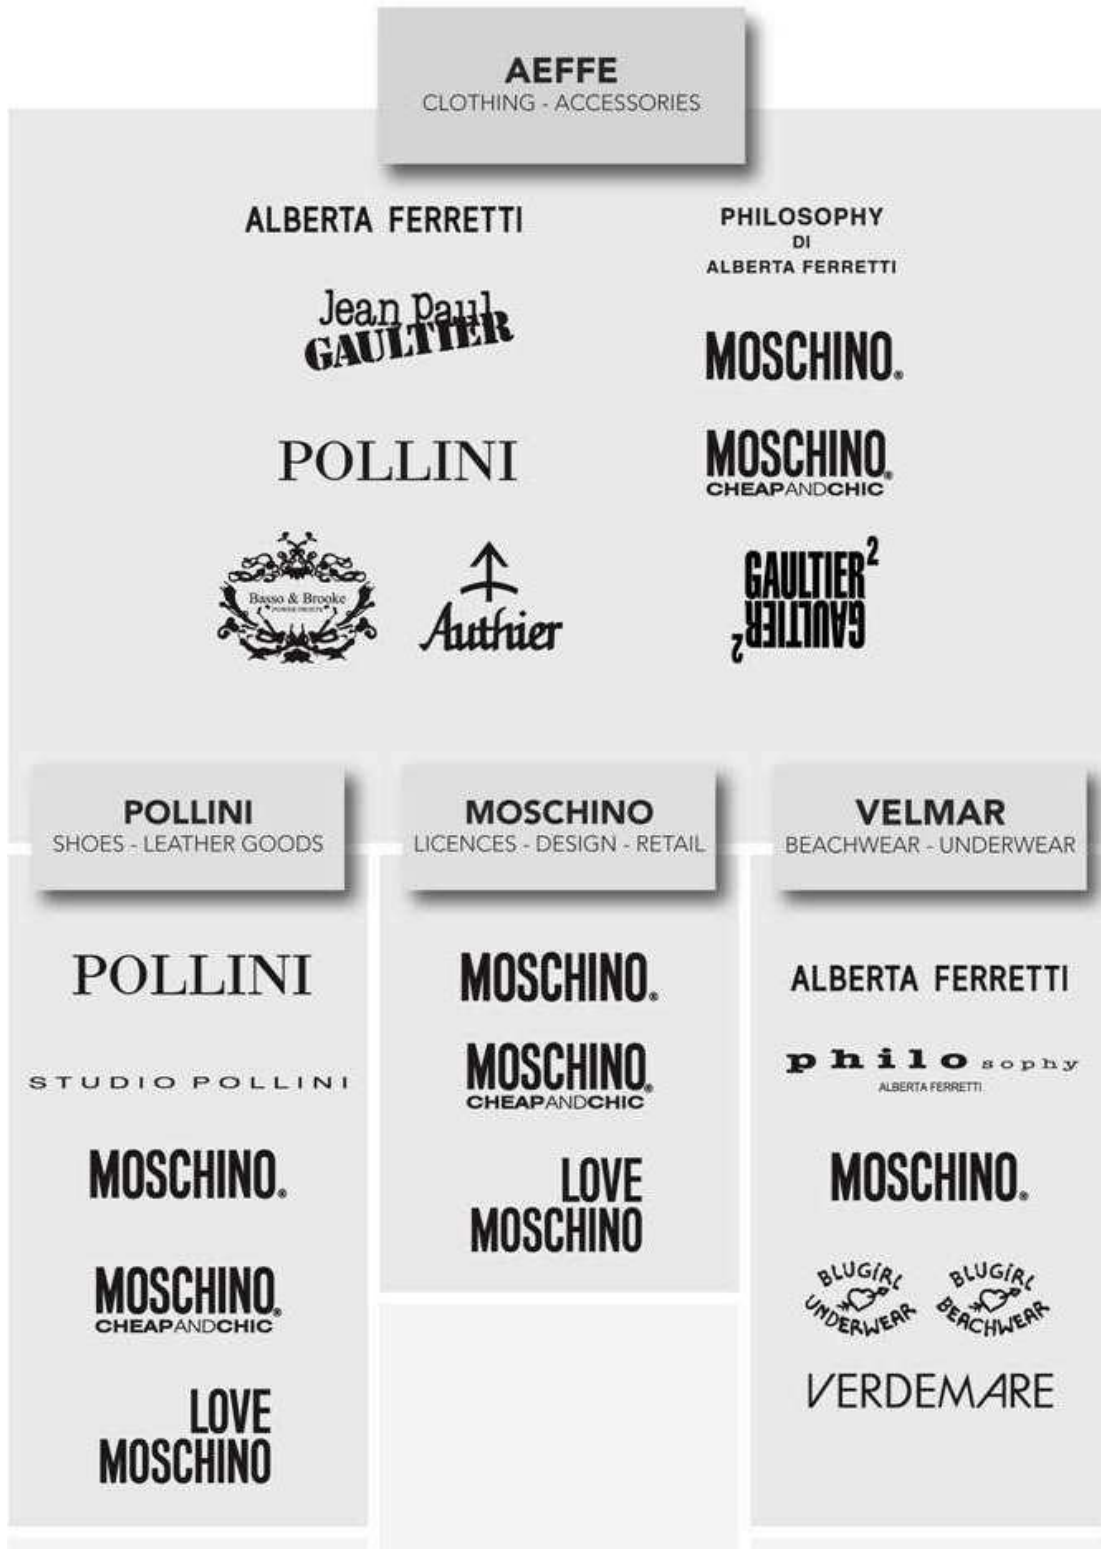 AEFFE
CLOTHING - ACCESSORIES
ALBERTA FERRETTI
PHILOSOPHY
DI
ALBERTA FERRETTI
Jean Paul
GAULTIER
MOSCHINO®
POLLINI
MOSCHINO®
CHEAPANDCHIC
Basso & Brooke
Authier
GAULTIER²
GAULTIER²
POLLINI
SHOES - LEATHER GOODS
MOSCHINO
LICENCES - DESIGN - RETAIL
VELMAR
BEACHWEAR - UNDERWEAR
POLLINI
STUDIO POLLINI
MOSCHINO®
MOSCHINO®
CHEAPANDCHIC
LOVE
MOSCHINO
MOSCHINO®
MOSCHINO®
CHEAPANDCHIC
LOVE
MOSCHINO
ALBERTA FERRETTI
philosophy
ALBERTA FERRETTI
MOSCHINO®
BLUGIRL
UNDERWEAR
BLUGIRL
BEACHWEAR
VERDEMARE